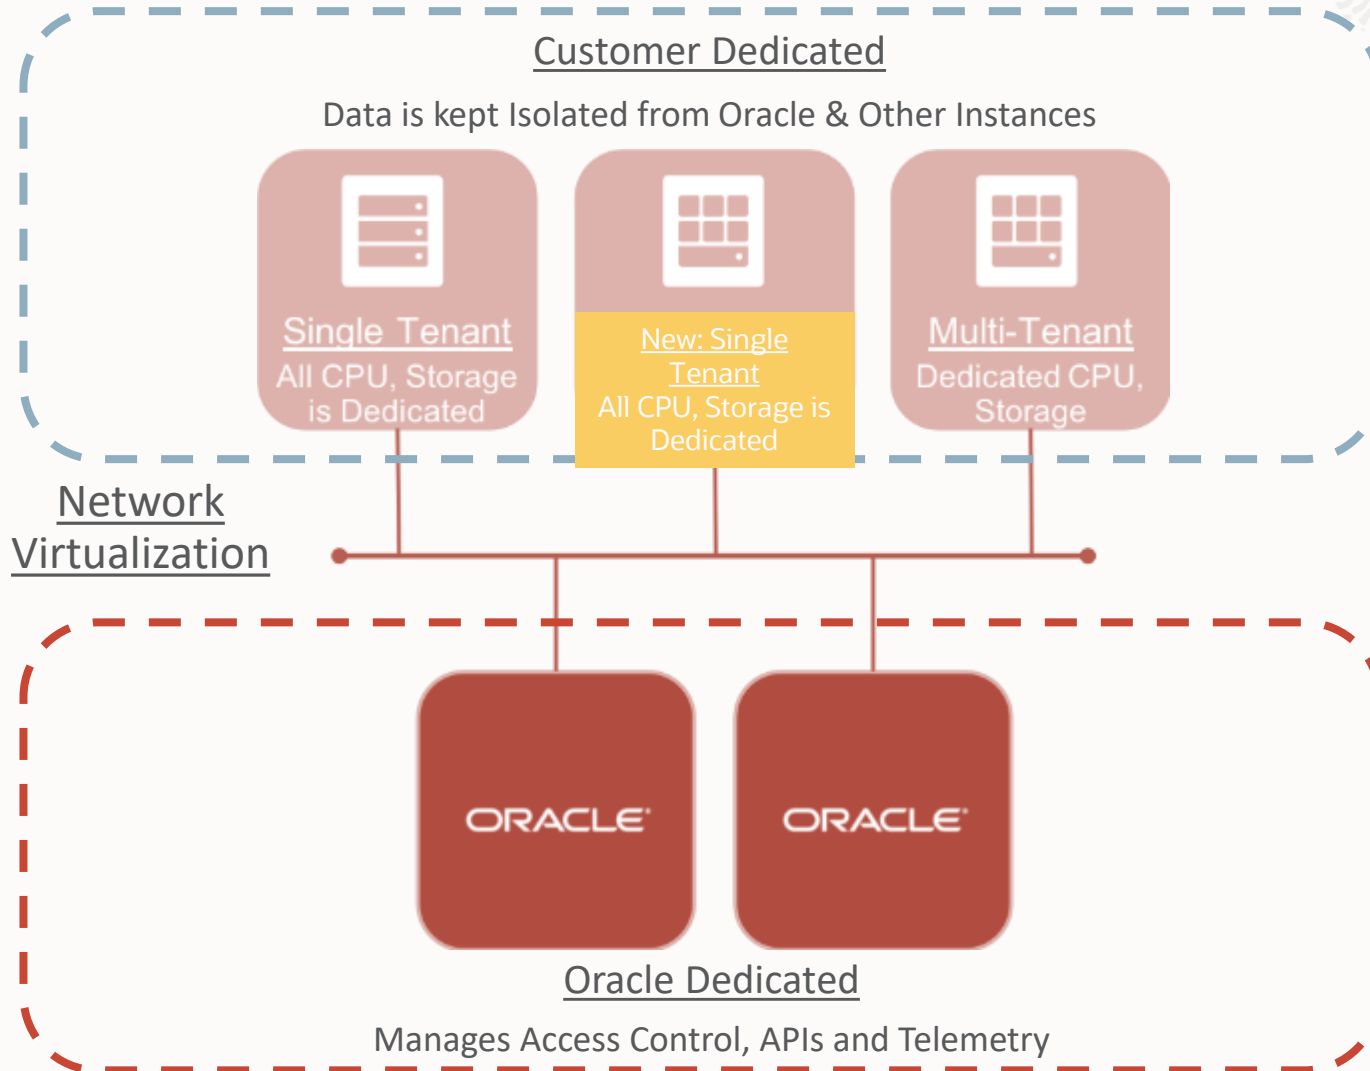 Customer Dedicated
Data is kept Isolated from Oracle & Other Instances
Single Tenant
All CPU, Storage
is Dedicated
New: Single
Tenant
All CPU, Storage is
Dedicated
Multi-Tenant
Dedicated CPU,
Storage
Network
Virtualization
ORACLE®
ORACLE®
Oracle Dedicated
Manages Access Control, APIs and Telemetry